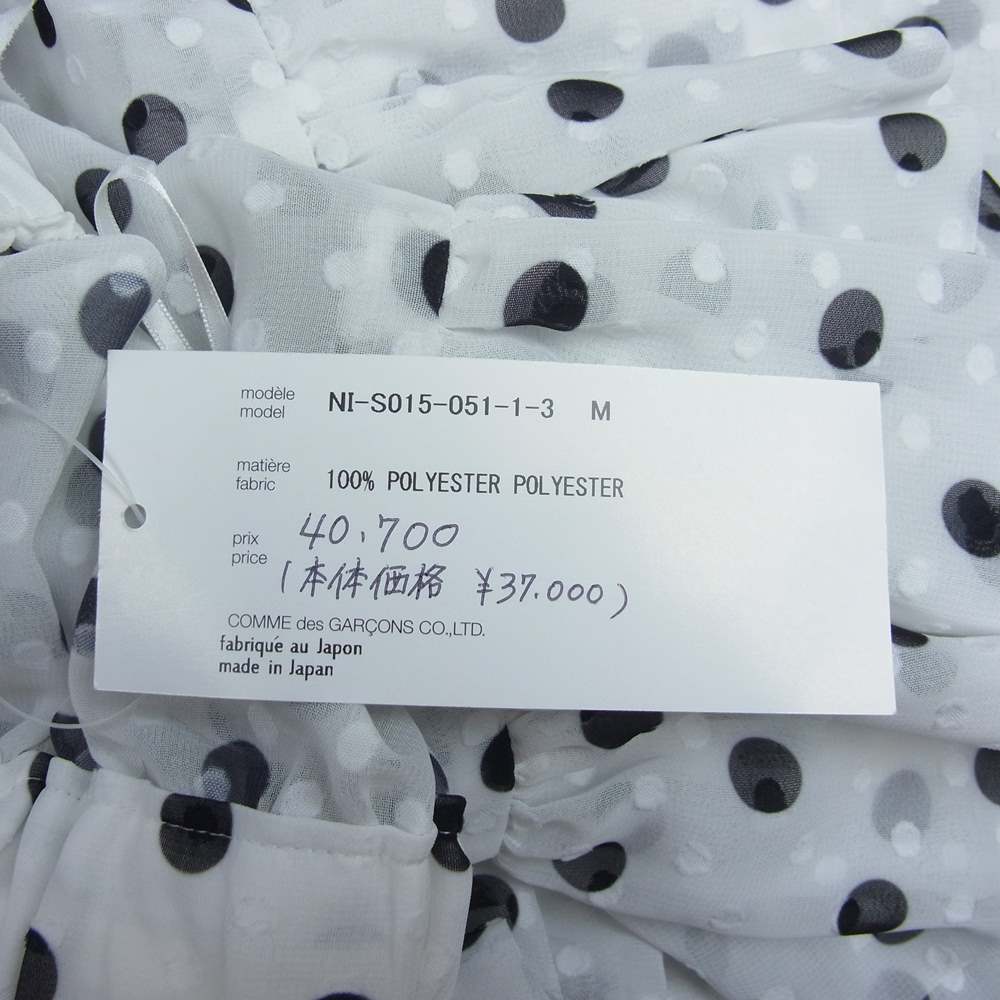 modèle
model NI-S015-051-1-3 M
matière
fabric 100% POLYESTER POLYESTER
prix
price 40,700
(本体価格 ¥37.000)
COMME des GARÇONS CO.,LTD.
fabriqué au Japon
made in Japan